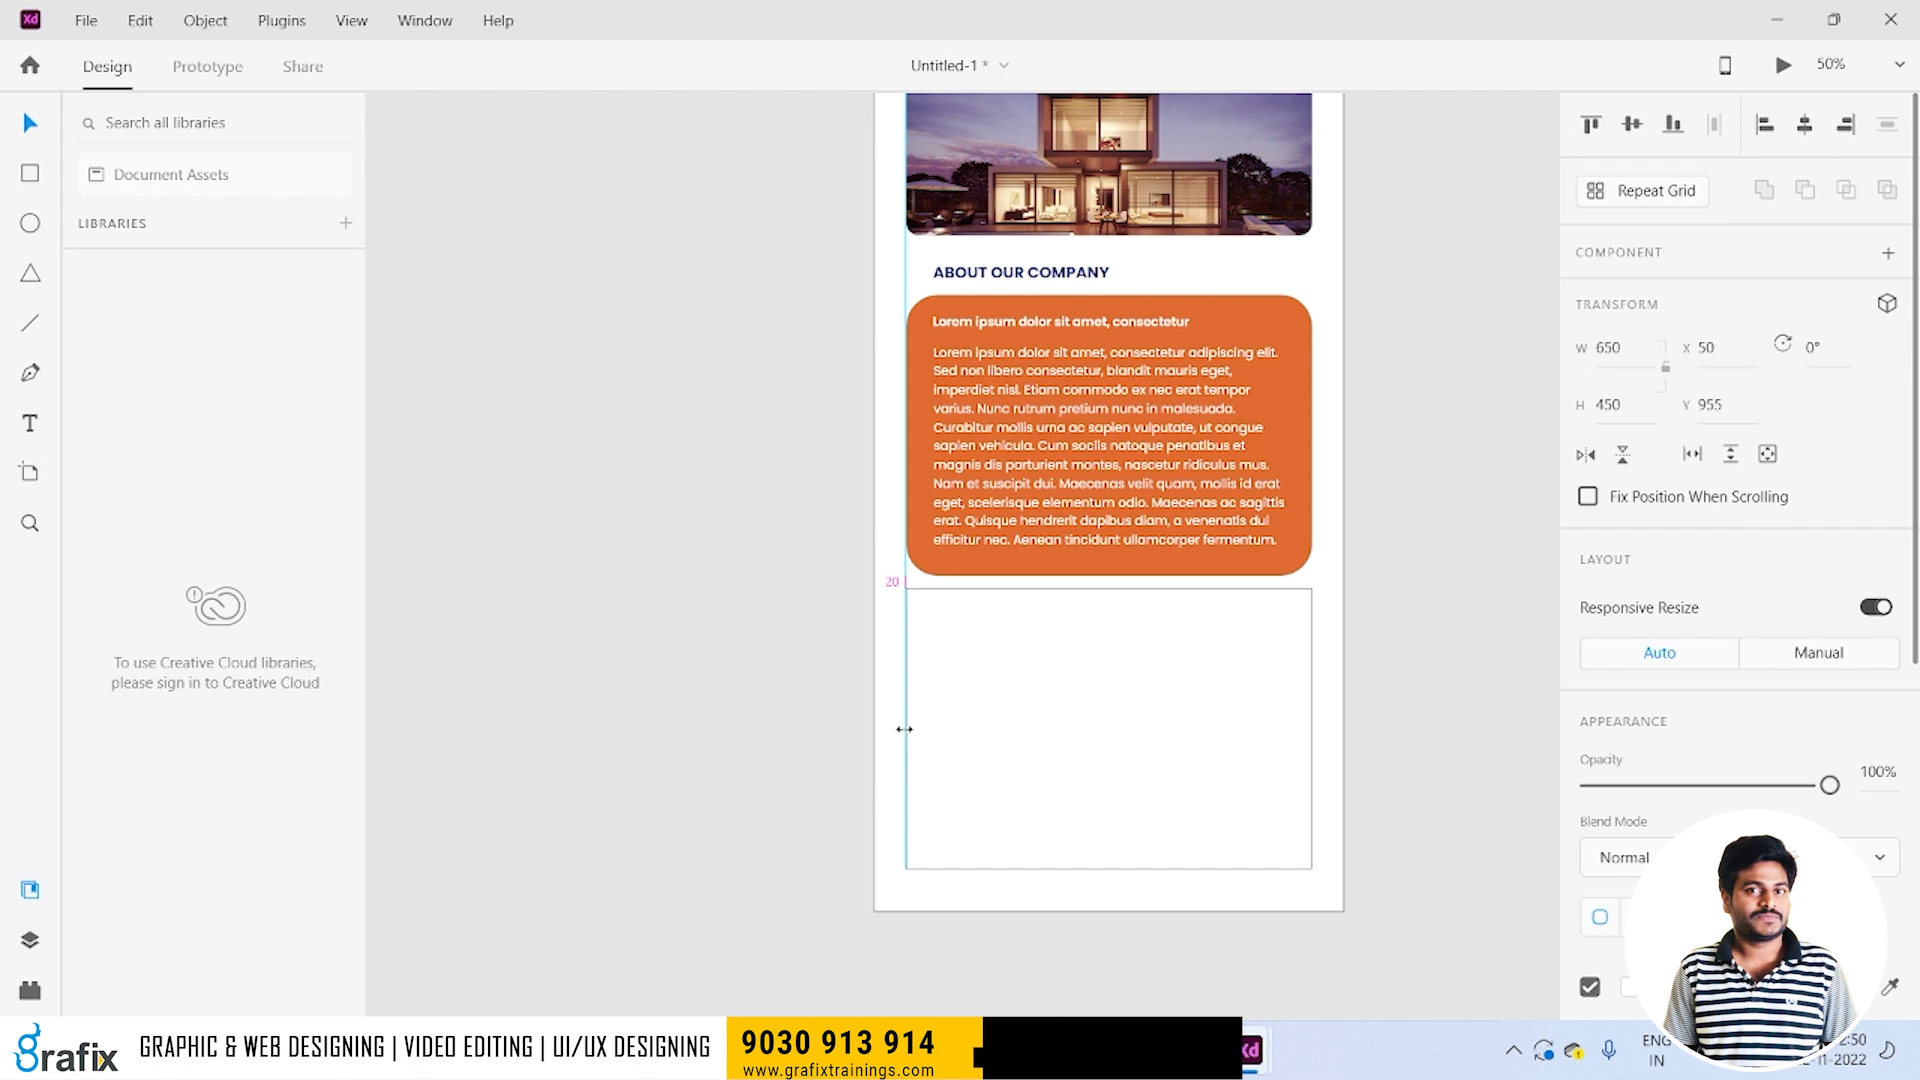 Xd File Edit Object Plugins View Window Help
Design Prototype Share
Untitled-1 *
50%
Search all libraries
Document Assets
LIBRARIES
To use Creative Cloud libraries,
please sign in to Creative Cloud
ABOUT OUR COMPANY
Lorem ipsum dolor sit amet, consectetur
Lorem ipsum dolor sit amet, consectetur adipiscing elit.
Sed non libero consectetur, blandit mauris eget,
imperdiet nisl. Etiam commodo ex nec erat tempor
varius. Nunc rutrum pretium nunc in malesuada.
Curabitur mollis urna ac sapien vulputate, ut congue
sapien vehicula. Cum sociis natoque penatibus et
magnis dis parturient montes, nascetur ridiculus mus.
Nam et suscipit dui. Maecenas velit quam, mollis id erat
eget, scelerisque elementum odio. Maecenas ac sagittis
erat. Quisque hendrerit dapibus diam, a venenatis dui
efficitur nec. Aenean tincidunt ullamcorper fermentum.
20
Repeat Grid
COMPONENT
TRANSFORM
W 650 X 50 0°
H 450 Y 955
Fix Position When Scrolling
LAYOUT
Responsive Resize
Auto Manual
APPEARANCE
Opacity
100%
Blend Mode
Normal
grafix
GRAPHIC & WEB DESIGNING | VIDEO EDITING | UI/UX DESIGNING
9030 913 914
www.grafixtrainings.com
Xd
ENG
IN
2:50
-11-2022